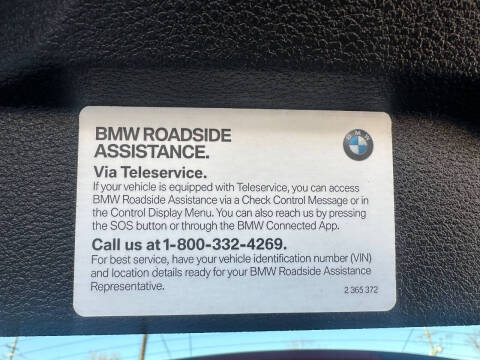 BMW ROADSIDE
ASSISTANCE.
BMW
Via Teleservice.
If your vehicle is equipped with Teleservice, you can access
BMW Roadside Assistance via a Check Control Message or in
the Control Display Menu. You can also reach us by pressing
the SOS button or through the BMW Connected App.
Call us at 1-800-332-4269.
For best service, have your vehicle identification number (VIN)
and location details ready for your BMW Roadside Assistance
Representative.
2 365 372